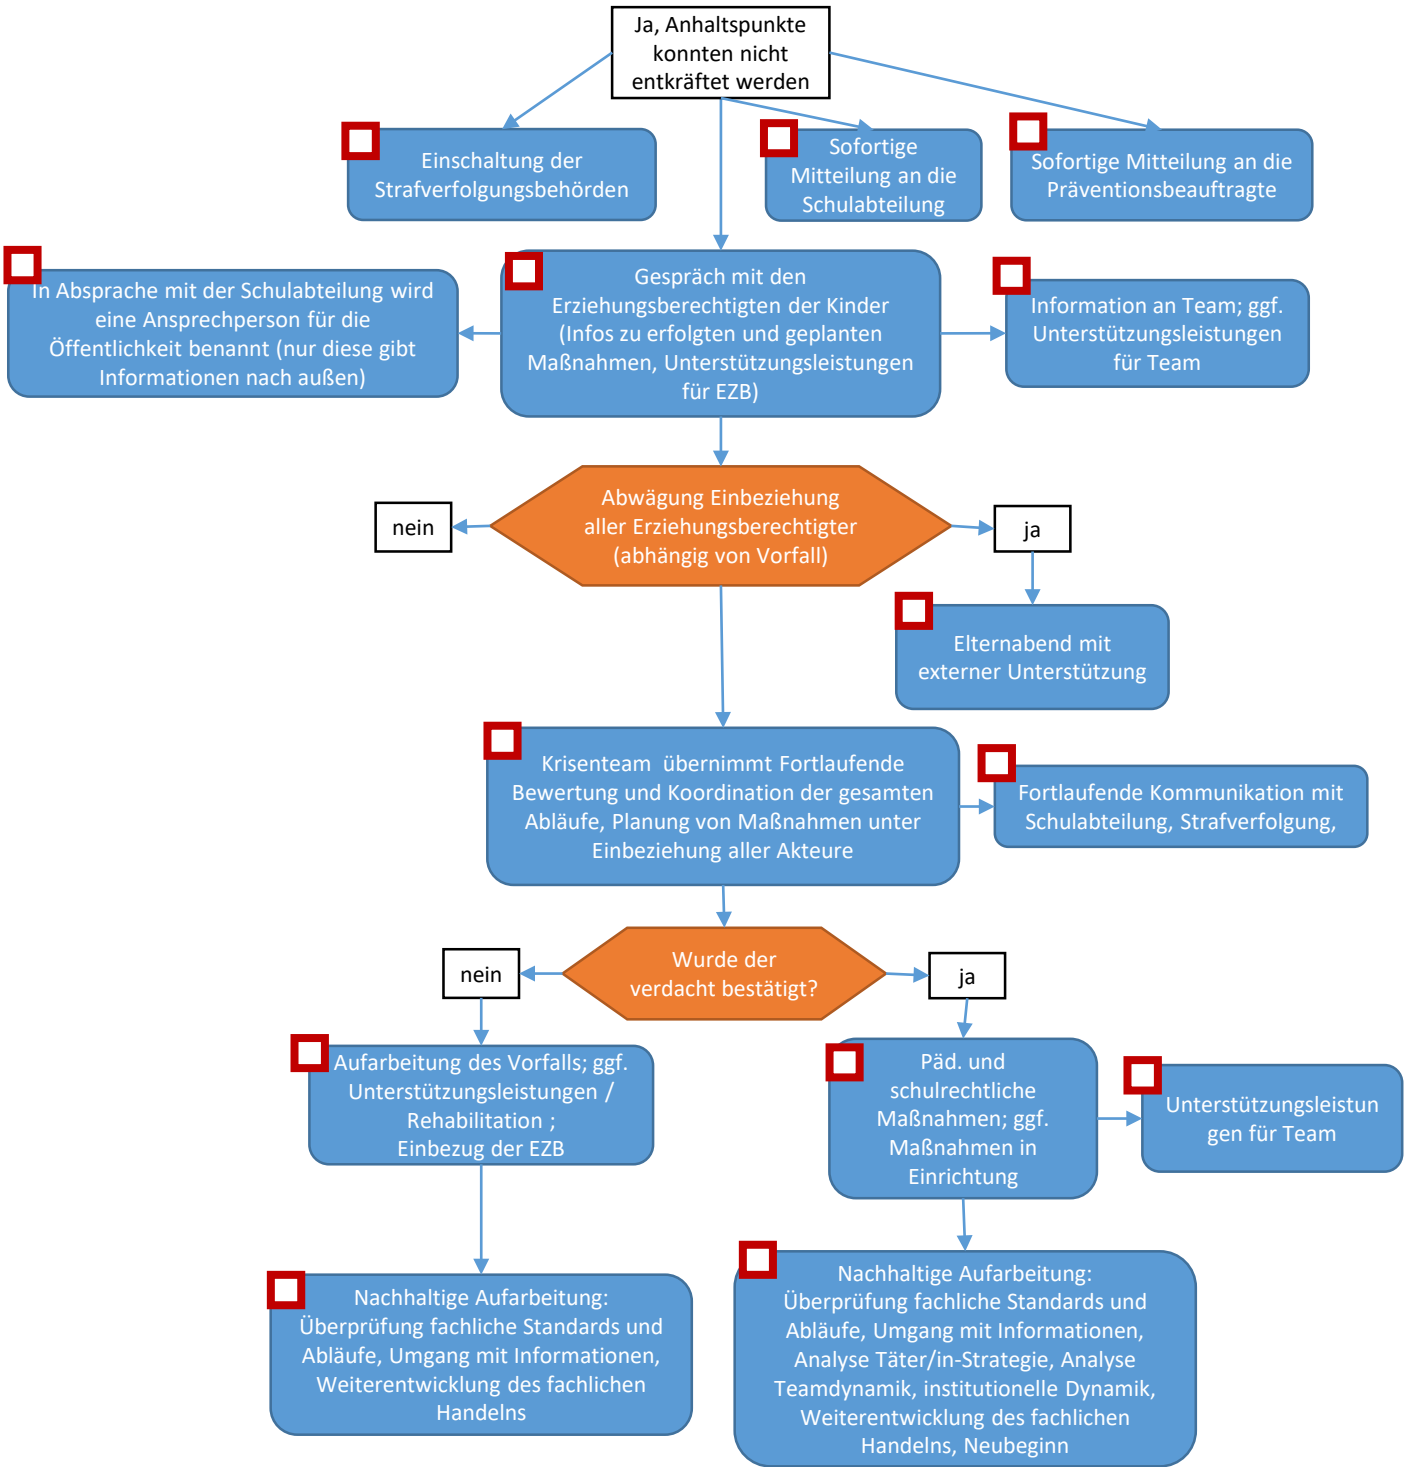 Ja, Anhaltspunkte
konnten nicht
entkräftet werden
Einschaltung der
Strafverfolgungsbehörden
Sofortige
Mitteilung an die
Schulabteilung
Sofortige Mitteilung an die
Präventionsbeauftragte
In Absprache mit der Schulabteilung wird
eine Ansprechperson für die
Öffentlichkeit benannt (nur diese gibt
Informationen nach außen)
Gespräch mit den
Erziehungsberechtigten der Kinder
(Infos zu erfolgten und geplanten
Maßnahmen, Unterstützungsleistungen
für EZB)
Information an Team; ggf.
Unterstützungsleistungen
für Team
nein
Abwägung Einbeziehung
aller Erziehungsberechtigter
(abhängig von Vorfall)
ja
Elternabend mit
externer Unterstützung
Krisenteam  übernimmt Fortlaufende
Bewertung und Koordination der gesamten
Abläufe, Planung von Maßnahmen unter
Einbeziehung aller Akteure
Fortlaufende Kommunikation mit
Schulabteilung, Strafverfolgung,
nein
Wurde der
verdacht bestätigt?
ja
Aufarbeitung des Vorfalls; ggf.
Unterstützungsleistungen /
Rehabilitation ;
Einbezug der EZB
Päd. und
schulrechtliche
Maßnahmen; ggf.
Maßnahmen in
Einrichtung
Unterstützungsleistun
gen für Team
Nachhaltige Aufarbeitung:
Überprüfung fachliche Standards und
Abläufe, Umgang mit Informationen,
Weiterentwicklung des fachlichen
Handelns
Nachhaltige Aufarbeitung:
Überprüfung fachliche Standards und
Abläufe, Umgang mit Informationen,
Analyse Täter/in-Strategie, Analyse
Teamdynamik, institutionelle Dynamik,
Weiterentwicklung des fachlichen
Handelns, Neubeginn